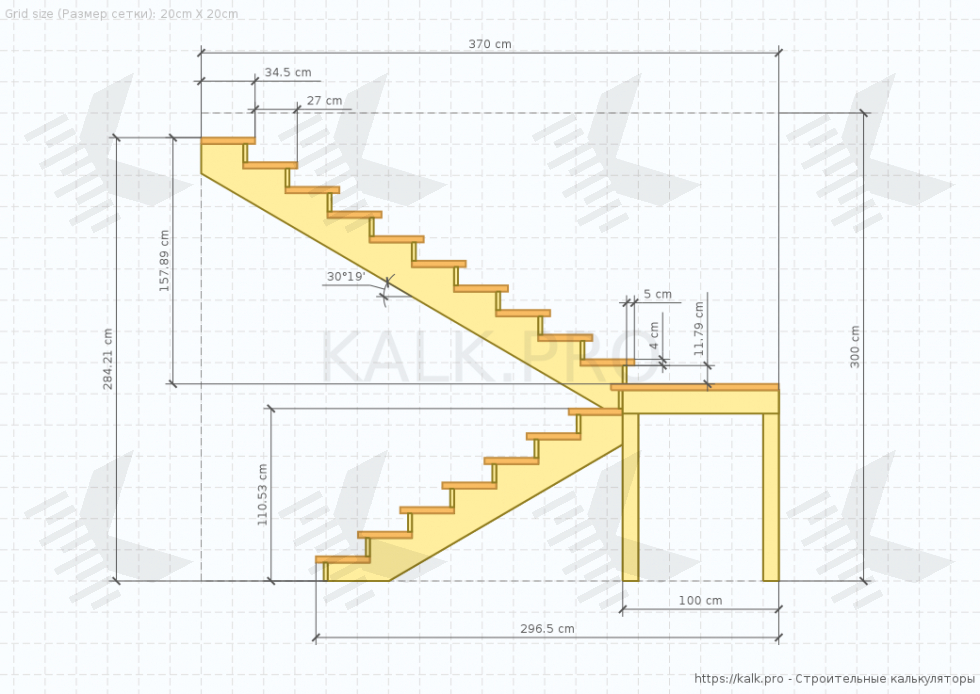 Grid size (Размер сетки): 20cm X 20cm
370 cm
34.5 cm
27 cm
157.89 cm
30°19'
5 cm
4 cm
11.79 cm
300 cm
284.21 cm
KALK.PRO
110.53 cm
100 cm
296.5 cm
https://kalk.pro - Строительные калькуляторы